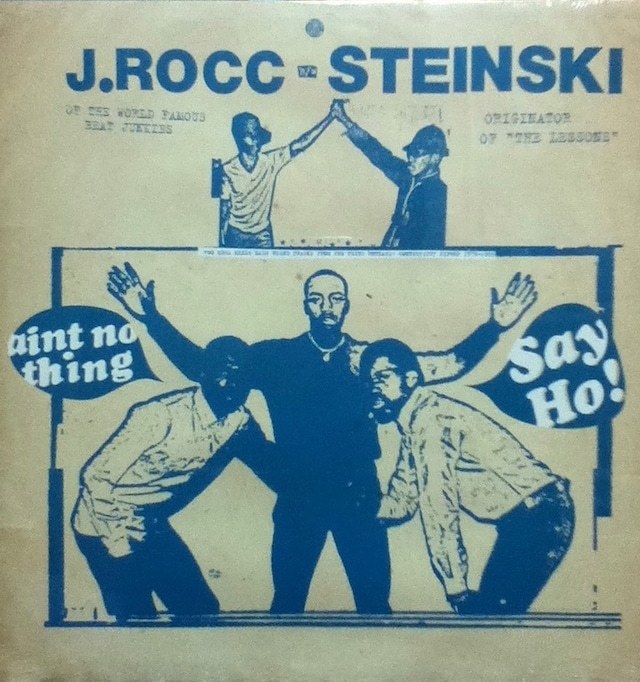 J.ROCC w/ STEINSKI
OF THE WORLD FAMOUS
BEAT JUNKIES
ORIGINATOR
OF "THE LESSONS"
aint no
thing
Say
Ho!